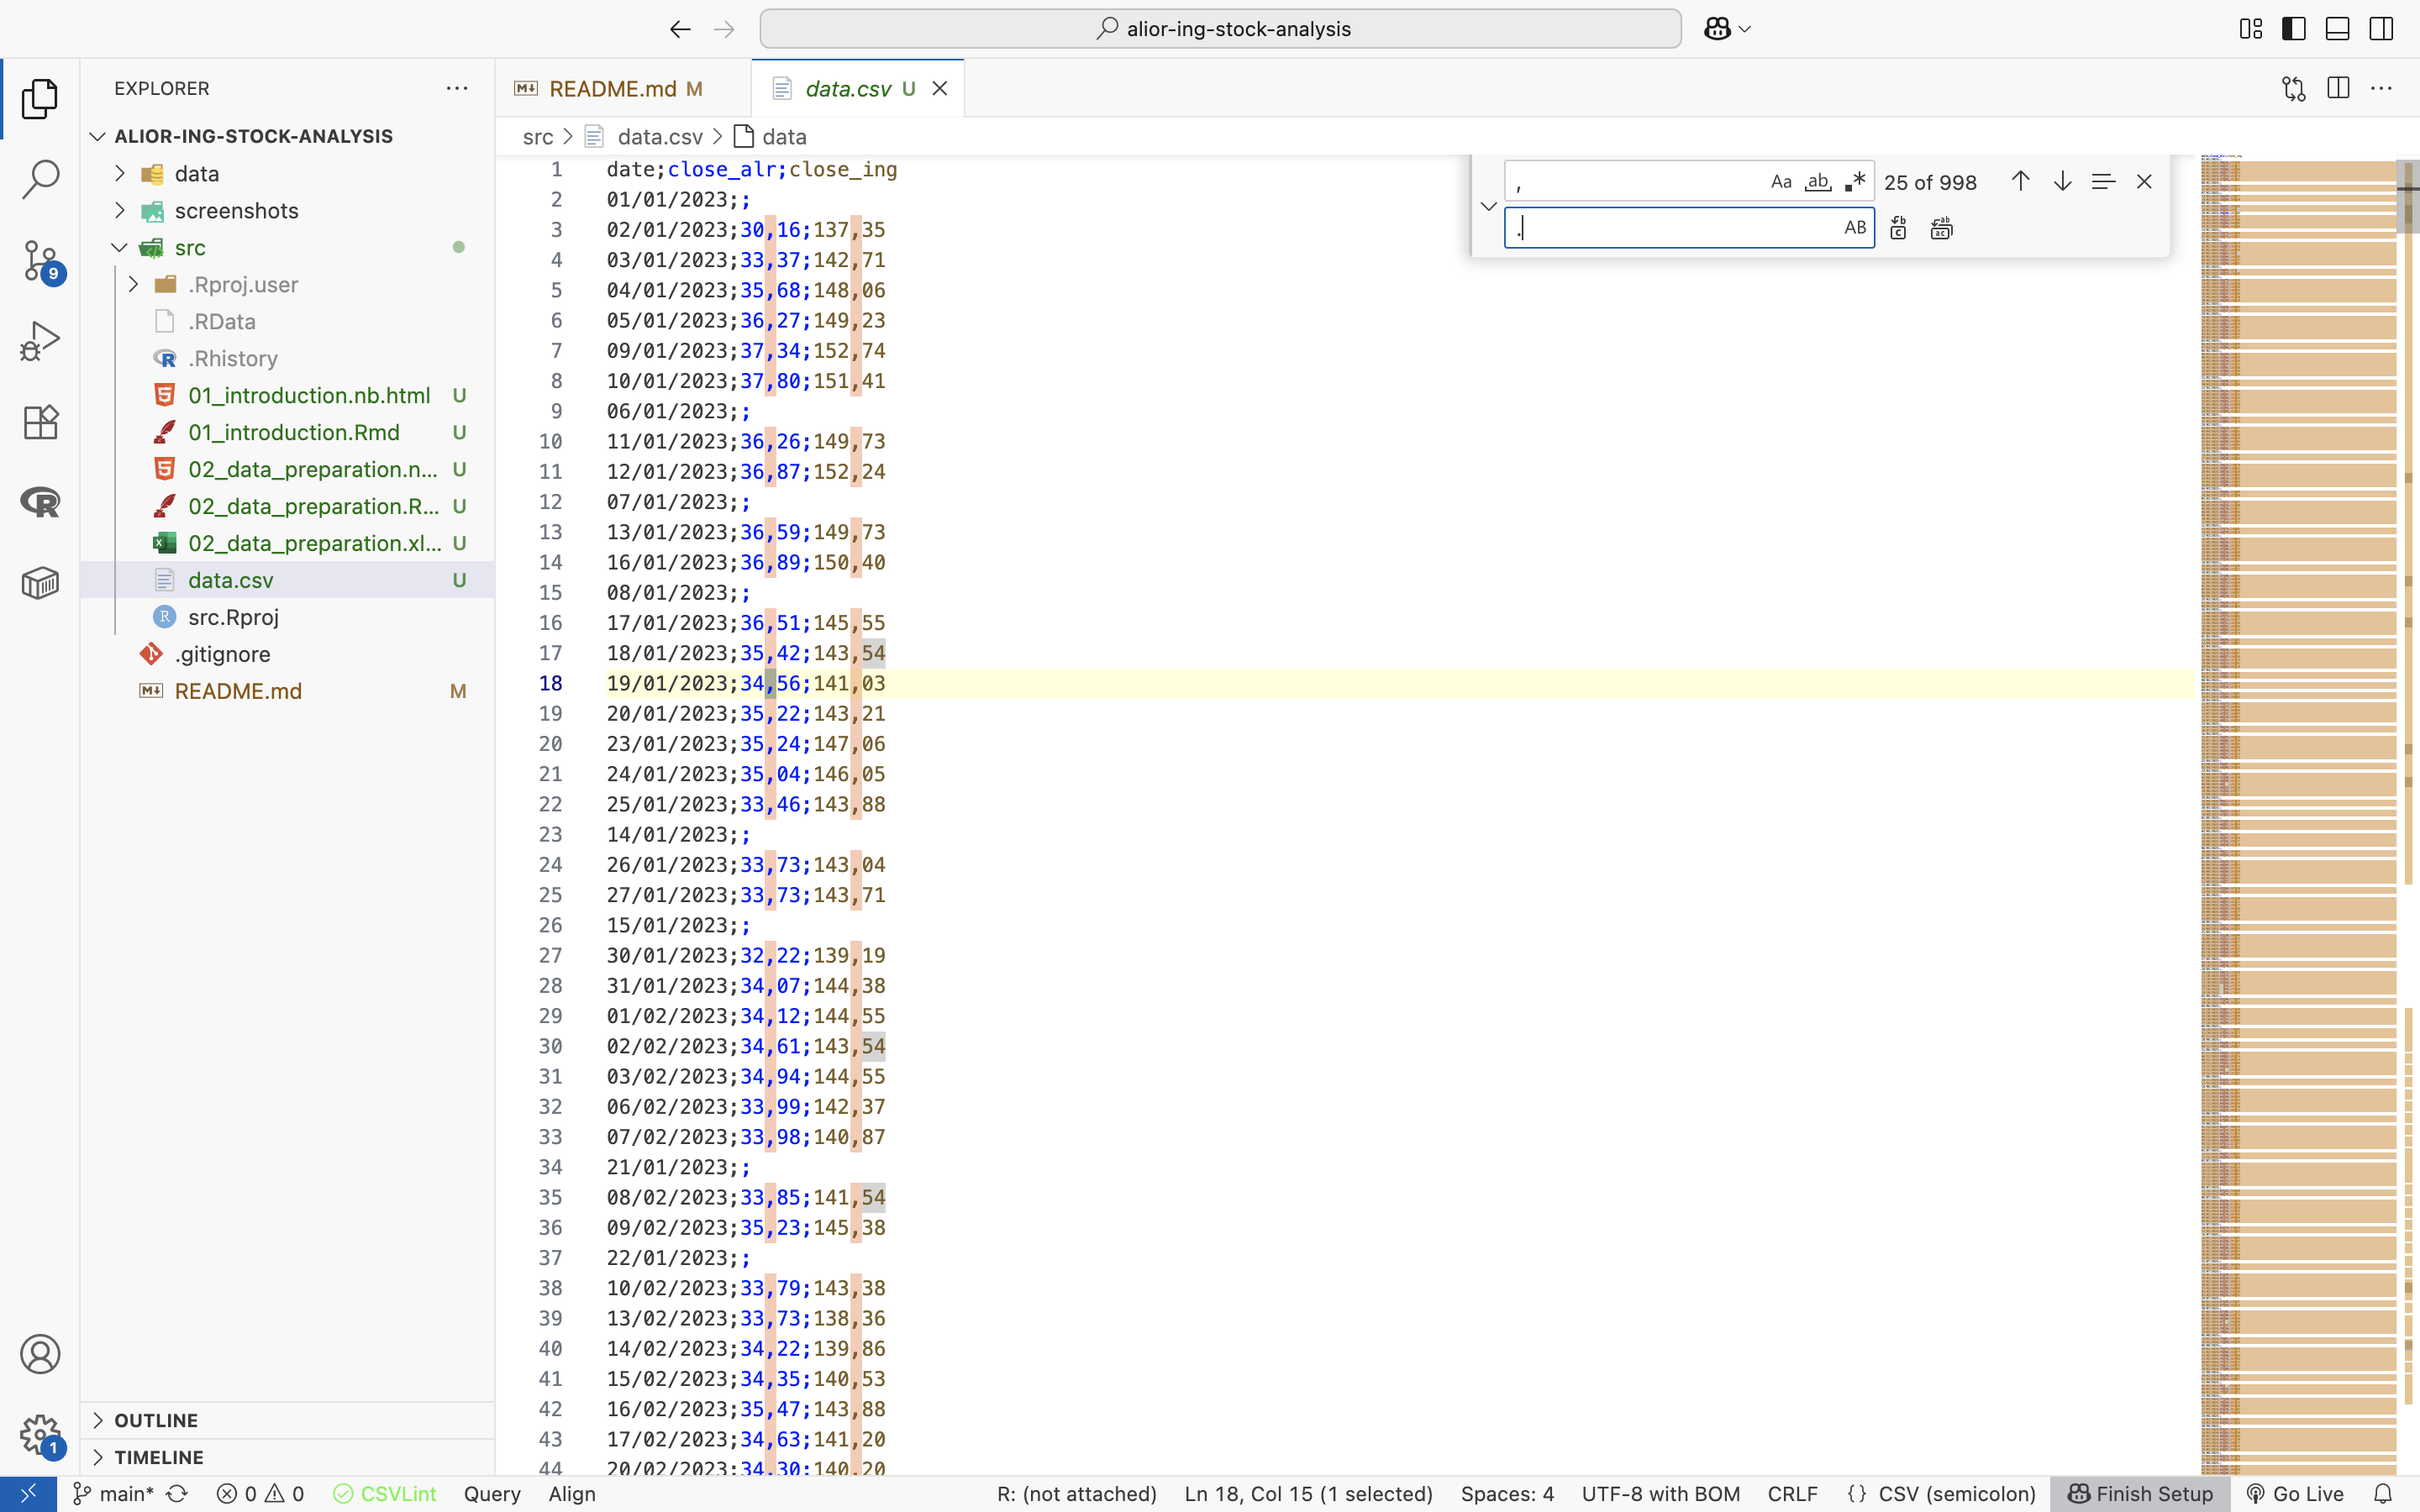 alior-ing-stock-analysis
EXPLORER
ALIOR-ING-STOCK-ANALYSIS
data
screenshots
src
.Rproj.user
.RData
.Rhistory
01_introduction.nb.html U
01_introduction.Rmd U
02_data_preparation.n... U
02_data_preparation.R... U
02_data_preparation.xl... U
data.csv U
src.Rproj
.gitignore
README.md M
OUTLINE
TIMELINE
9
1
README.md M
data.csv U
src > data.csv > data
, Aa ab 25 of 998
. AB
1 date;close_alr;close_ing
2 01/01/2023;;
3 02/01/2023;30,16;137,35
4 03/01/2023;33,37;142,71
5 04/01/2023;35,68;148,06
6 05/01/2023;36,27;149,23
7 09/01/2023;37,34;152,74
8 10/01/2023;37,80;151,41
9 06/01/2023;;
10 11/01/2023;36,26;149,73
11 12/01/2023;36,87;152,24
12 07/01/2023;;
13 13/01/2023;36,59;149,73
14 16/01/2023;36,89;150,40
15 08/01/2023;;
16 17/01/2023;36,51;145,55
17 18/01/2023;35,42;143,54
18 19/01/2023;34,56;141,03
19 20/01/2023;35,22;143,21
20 23/01/2023;35,24;147,06
21 24/01/2023;35,04;146,05
22 25/01/2023;33,46;143,88
23 14/01/2023;;
24 26/01/2023;33,73;143,04
25 27/01/2023;33,73;143,71
26 15/01/2023;;
27 30/01/2023;32,22;139,19
28 31/01/2023;34,07;144,38
29 01/02/2023;34,12;144,55
30 02/02/2023;34,61;143,54
31 03/02/2023;34,94;144,55
32 06/02/2023;33,99;142,37
33 07/02/2023;33,98;140,87
34 21/01/2023;;
35 08/02/2023;33,85;141,54
36 09/02/2023;35,23;145,38
37 22/01/2023;;
38 10/02/2023;33,79;143,38
39 13/02/2023;33,73;138,36
40 14/02/2023;34,22;139,86
41 15/02/2023;34,35;140,53
42 16/02/2023;35,47;143,88
43 17/02/2023;34,63;141,20
44 20/02/2023;34,30;140,20
main* 0 0 CSVLint Query Align R: (not attached) Ln 18, Col 15 (1 selected) Spaces: 4 UTF-8 with BOM CRLF {} CSV (semicolon) Finish Setup Go Live